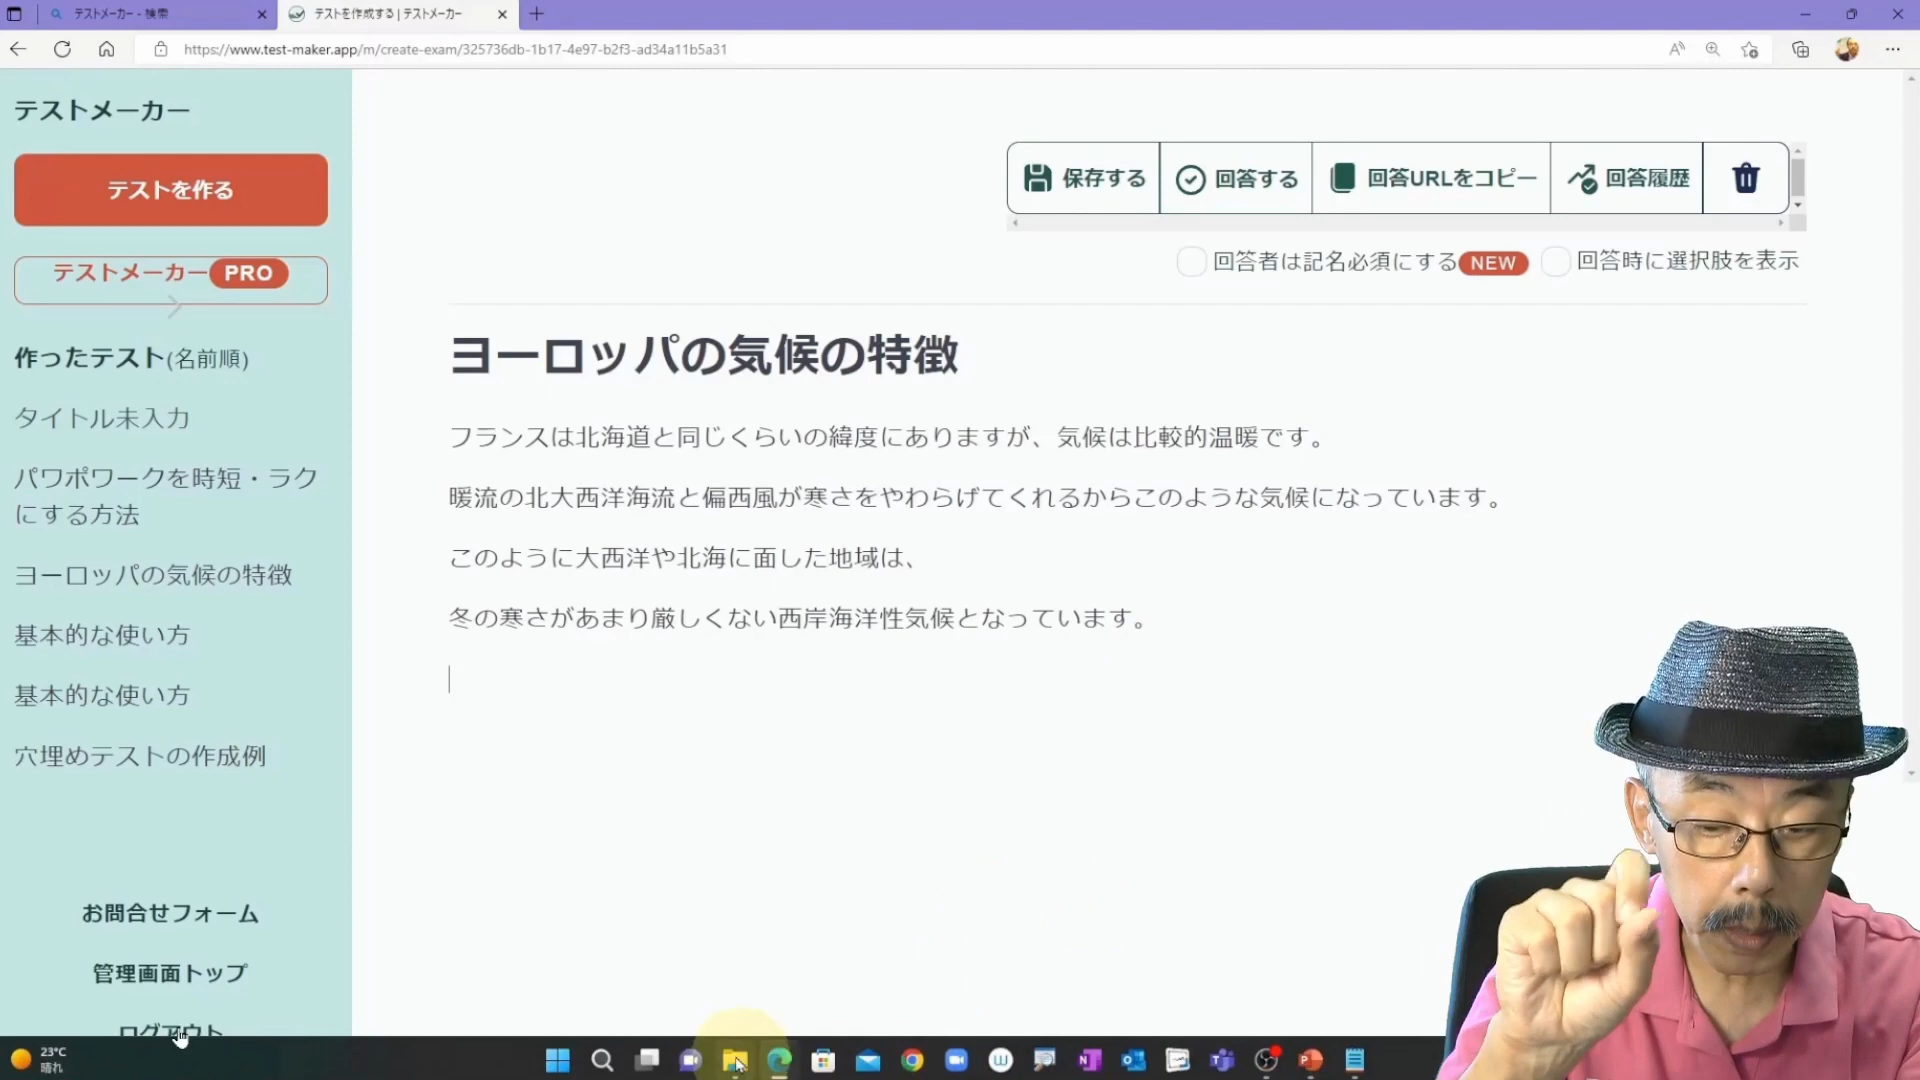 テストメーカー - 検索
テストを作成する | テストメーカー
https://www.test-maker.app/m/create-exam/325736db-1b17-4e97-b2f3-ad34a11b5a31
テストメーカー
テストを作る
テストメーカー PRO
作ったテスト(名前順)
タイトル未入力
パワポワークを時短・ラク
にする方法
ヨーロッパの気候の特徴
基本的な使い方
基本的な使い方
穴埋めテストの作成例
お問合せフォーム
管理画面トップ
ログアウト
保存する
回答する
回答URLをコピー
回答履歴
回答者は記名必須にする NEW
回答時に選択肢を表示
ヨーロッパの気候の特徴
フランスは北海道と同じくらいの緯度にありますが、気候は比較的温暖です。
暖流の北大西洋海流と偏西風が寒さをやわらげてくれるからこのような気候になっています。
このように大西洋や北海に面した地域は、
冬の寒さがあまり厳しくない西岸海洋性気候となっています。
23°C
晴れ